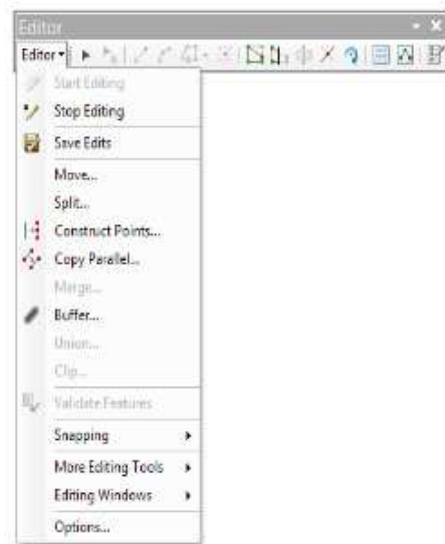 Editor
Editor
Start Editing
Stop Editing
Save Edits
Move...
Split...
Construct Points...
Copy Parallel...
Merge...
Buffer...
Union...
Clip...
Validate Features
Snapping
More Editing Tools
Editing Windows
Options...